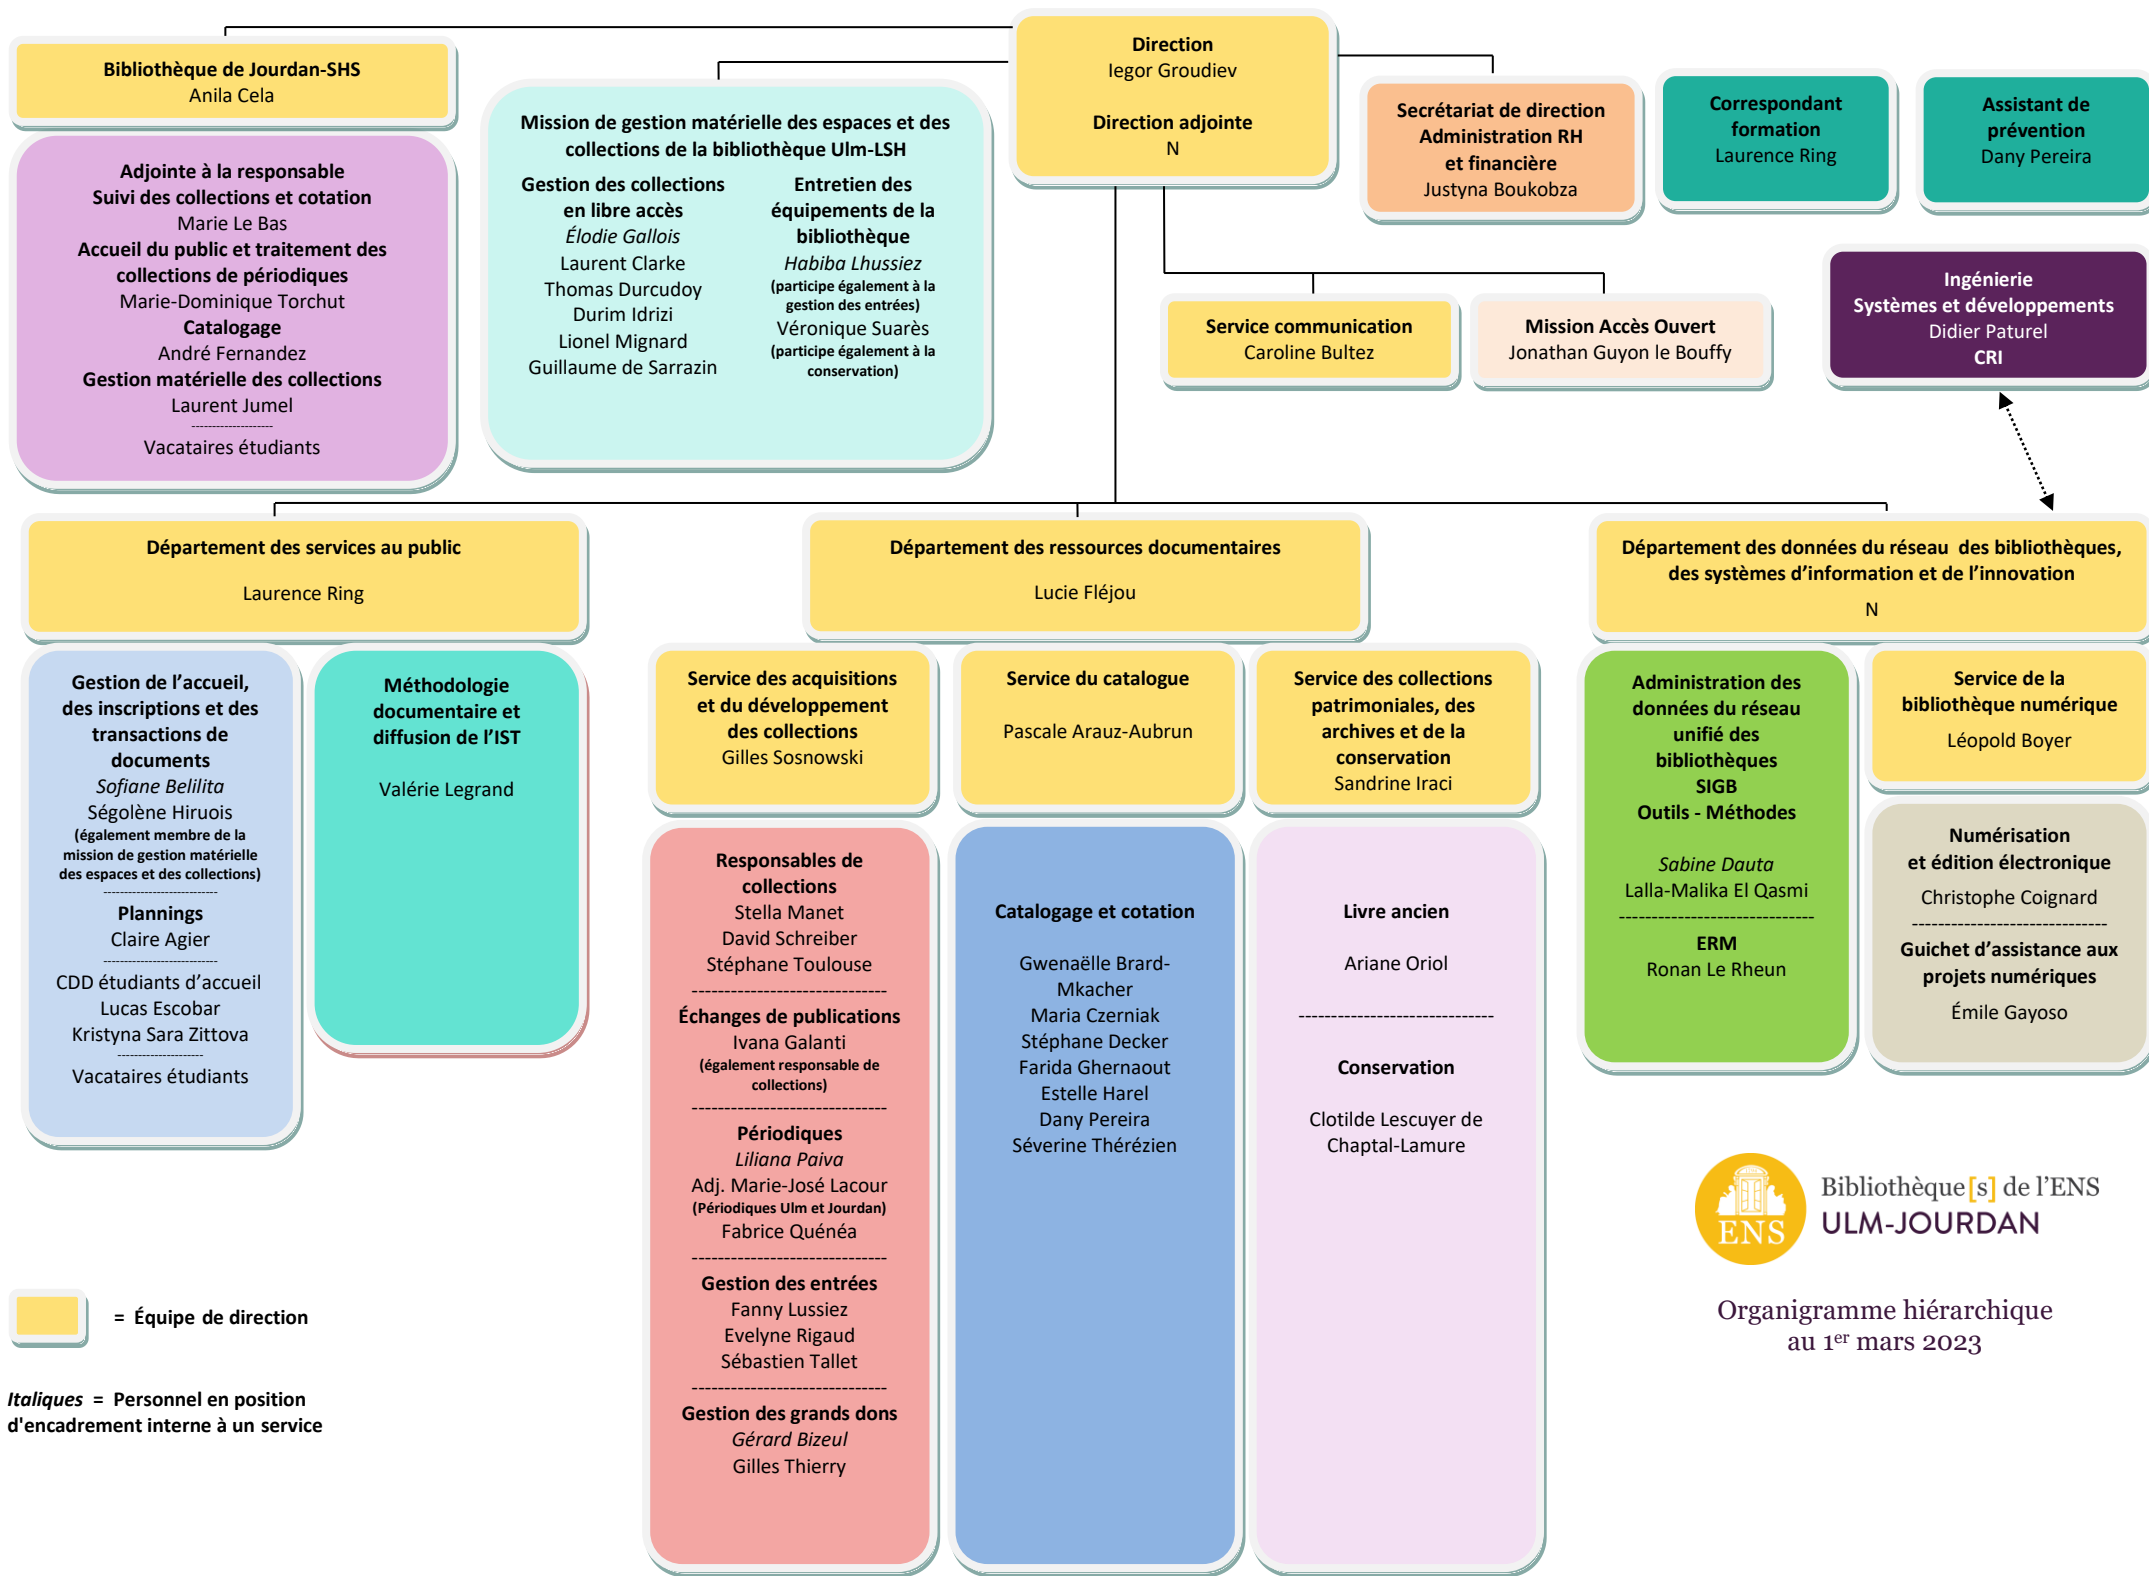 Direction
Iegor Groudiev
Direction adjointe
N
Bibliothèque de Jourdan-SHS
Anila Cela
Adjointe à la responsable
Suivi des collections et cotation
Marie Le Bas
Accueil du public et traitement des
collections de périodiques
Marie-Dominique Torchut
Catalogage
André Fernandez
Gestion matérielle des collections
Laurent Jumel
--------------------
Vacataires étudiants
Mission de gestion matérielle des espaces et des
collections de la bibliothèque Ulm-LSH
Gestion des collections
en libre accès
Élodie Gallois
Laurent Clarke
Thomas Durcudoy
Durim Idrizi
Lionel Mignard
Guillaume de Sarrazin
Entretien des
équipements de la
bibliothèque
Habiba Lhussiez
(participe également à la
gestion des entrées)
Véronique Suarès
(participe également à la
conservation)
Secrétariat de direction
Administration RH
et financière
Justyna Boukobza
Correspondant
formation
Laurence Ring
Assistant de
prévention
Dany Pereira
Service communication
Caroline Bultez
Mission Accès Ouvert
Jonathan Guyon le Bouffy
Ingénierie
Systèmes et développements
Didier Paturel
CRI
Département des services au public
Laurence Ring
Gestion de l’accueil,
des inscriptions et des
transactions de
documents
Sofiane Belilita
Ségolène Hiruois
(également membre de la
mission de gestion matérielle
des espaces et des collections)
----------------------------
Plannings
Claire Agier
----------------------------
CDD étudiants d’accueil
Lucas Escobar
Kristyna Sara Zittova
---------------------
Vacataires étudiants
Méthodologie
documentaire et
diffusion de l’IST
Valérie Legrand
Département des ressources documentaires
Lucie Fléjou
Service des acquisitions
et du développement
des collections
Gilles Sosnowski
Responsables de
collections
Stella Manet
David Schreiber
Stéphane Toulouse
------------------------------
Échanges de publications
Ivana Galanti
(également responsable de
collections)
------------------------------
Périodiques
Liliana Paiva
Adj. Marie-José Lacour
(Périodiques Ulm et Jourdan)
Fabrice Quénéa
------------------------------
Gestion des entrées
Fanny Lussiez
Evelyne Rigaud
Sébastien Tallet
------------------------------
Gestion des grands dons
Gérard Bizeul
Gilles Thierry
Service du catalogue
Pascale Arauz-Aubrun
Catalogage et cotation
Gwenaëlle Brard-
Mkacher
Maria Czerniak
Stéphane Decker
Farida Ghernaout
Estelle Harel
Dany Pereira
Séverine Thérézien
Service des collections
patrimoniales, des
archives et de la
conservation
Sandrine Iraci
Livre ancien
Ariane Oriol
------------------------------
Conservation
Clotilde Lescuyer de
Chaptal-Lamure
Département des données du réseau des bibliothèques,
des systèmes d’information et de l’innovation
N
Administration des
données du réseau
unifié des
bibliothèques
SIGB
Outils - Méthodes
Sabine Dauta
Lalla-Malika El Qasmi
------------------------------
ERM
Ronan Le Rheun
Service de la
bibliothèque numérique
Léopold Boyer
Numérisation
et édition électronique
Christophe Coignard
------------------------------
Guichet d’assistance aux
projets numériques
Émile Gayoso
ENS
Bibliothèque[s] de l’ENS
ULM-JOURDAN
Organigramme hiérarchique
au 1er mars 2023
= Équipe de direction
Italiques = Personnel en position
d'encadrement interne à un service